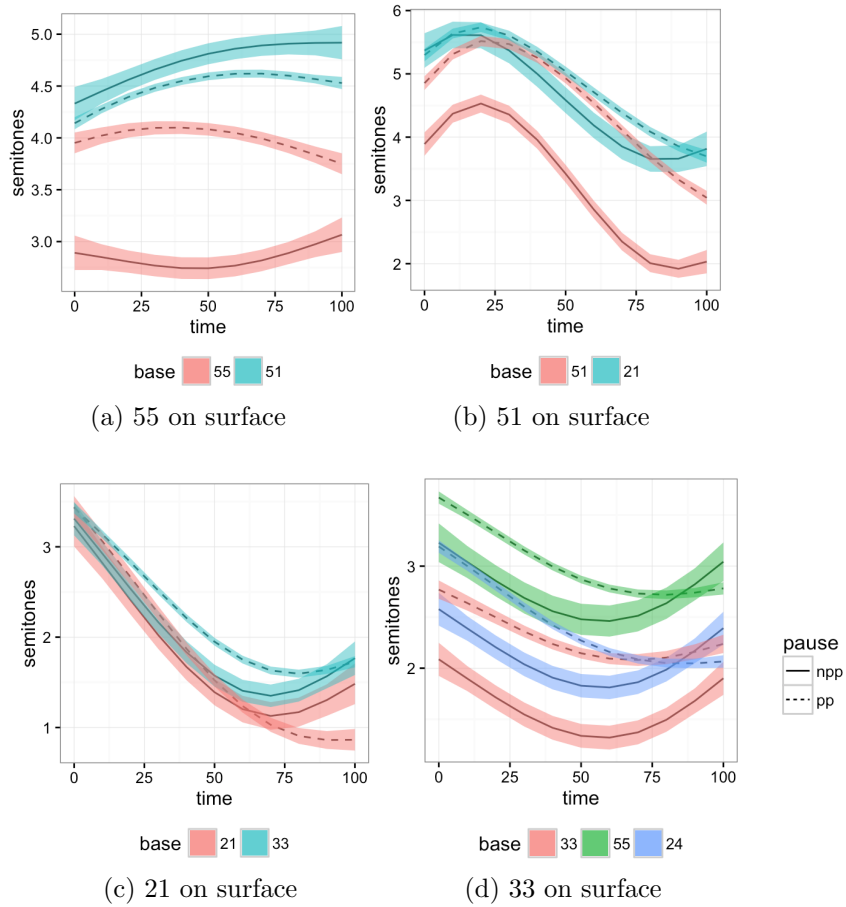 5.0
4.5
4.0
3.5
3.0
semitones
0 25 50 75 100
time
base 55 51
(a) 55 on surface
6
5
4
3
2
semitones
0 25 50 75 100
time
base 51 21
(b) 51 on surface
3
2
1
semitones
0 25 50 75 100
time
base 21 33
(c) 21 on surface
3
2
semitones
0 25 50 75 100
time
base 33 55 24
(d) 33 on surface
pause
npp
pp